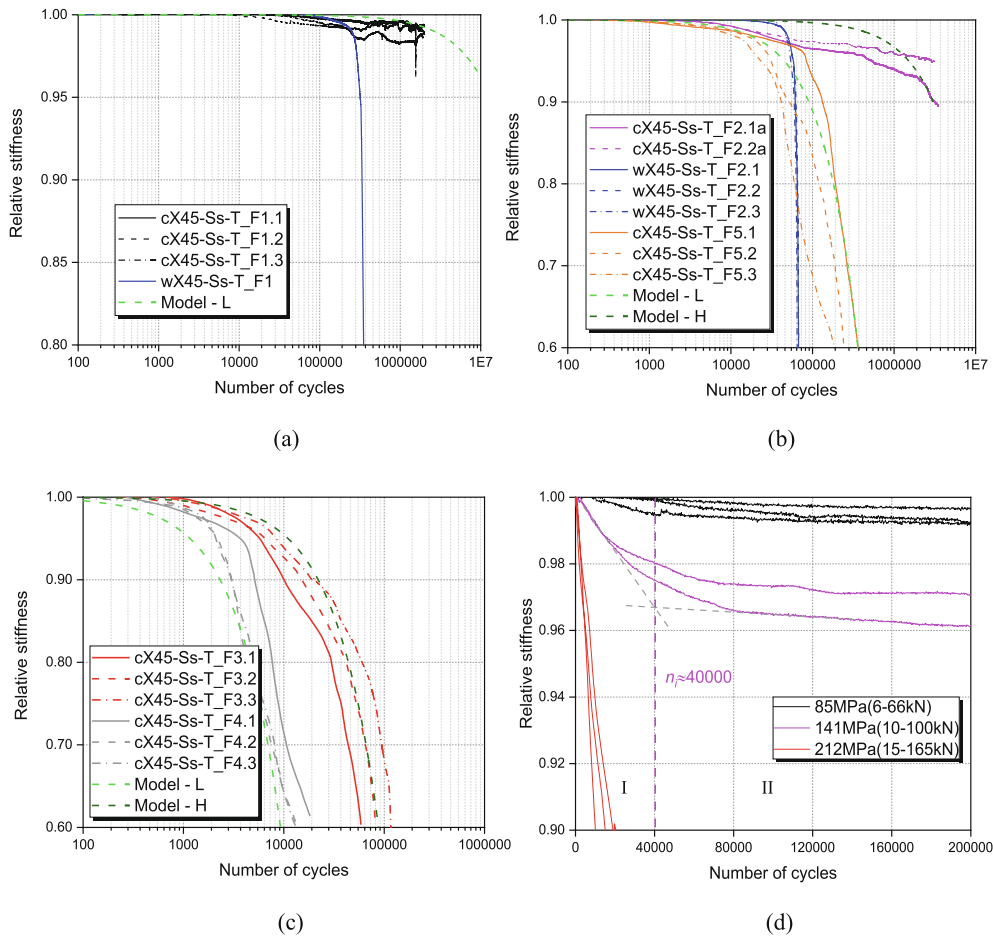 1.00
0.95
0.90
0.85
0.80
Relative stiffness
cX45-Ss-T_F1.1
cX45-Ss-T_F1.2
cX45-Ss-T_F1.3
wX45-Ss-T_F1
Model - L
100
1000
10000
100000
1000000
1E7
Number of cycles
(a)
1.0
0.9
0.8
0.7
0.6
Relative stiffness
cX45-Ss-T_F2.1a
cX45-Ss-T_F2.2a
wX45-Ss-T_F2.1
wX45-Ss-T_F2.2
wX45-Ss-T_F2.3
cX45-Ss-T_F5.1
cX45-Ss-T_F5.2
cX45-Ss-T_F5.3
Model - L
Model - H
100
1000
10000
100000
1000000
1E7
Number of cycles
(b)
1.00
0.90
0.80
0.70
0.60
Relative stiffness
cX45-Ss-T_F3.1
cX45-Ss-T_F3.2
cX45-Ss-T_F3.3
cX45-Ss-T_F4.1
cX45-Ss-T_F4.2
cX45-Ss-T_F4.3
Model - L
Model - H
100
1000
10000
100000
1000000
Number of cycles
(c)
1.00
0.98
0.96
0.94
0.92
0.90
Relative stiffness
nᵢ≈40000
85MPa(6-66kN)
141MPa(10-100kN)
212MPa(15-165kN)
I
II
0
40000
80000
120000
160000
200000
Number of cycles
(d)